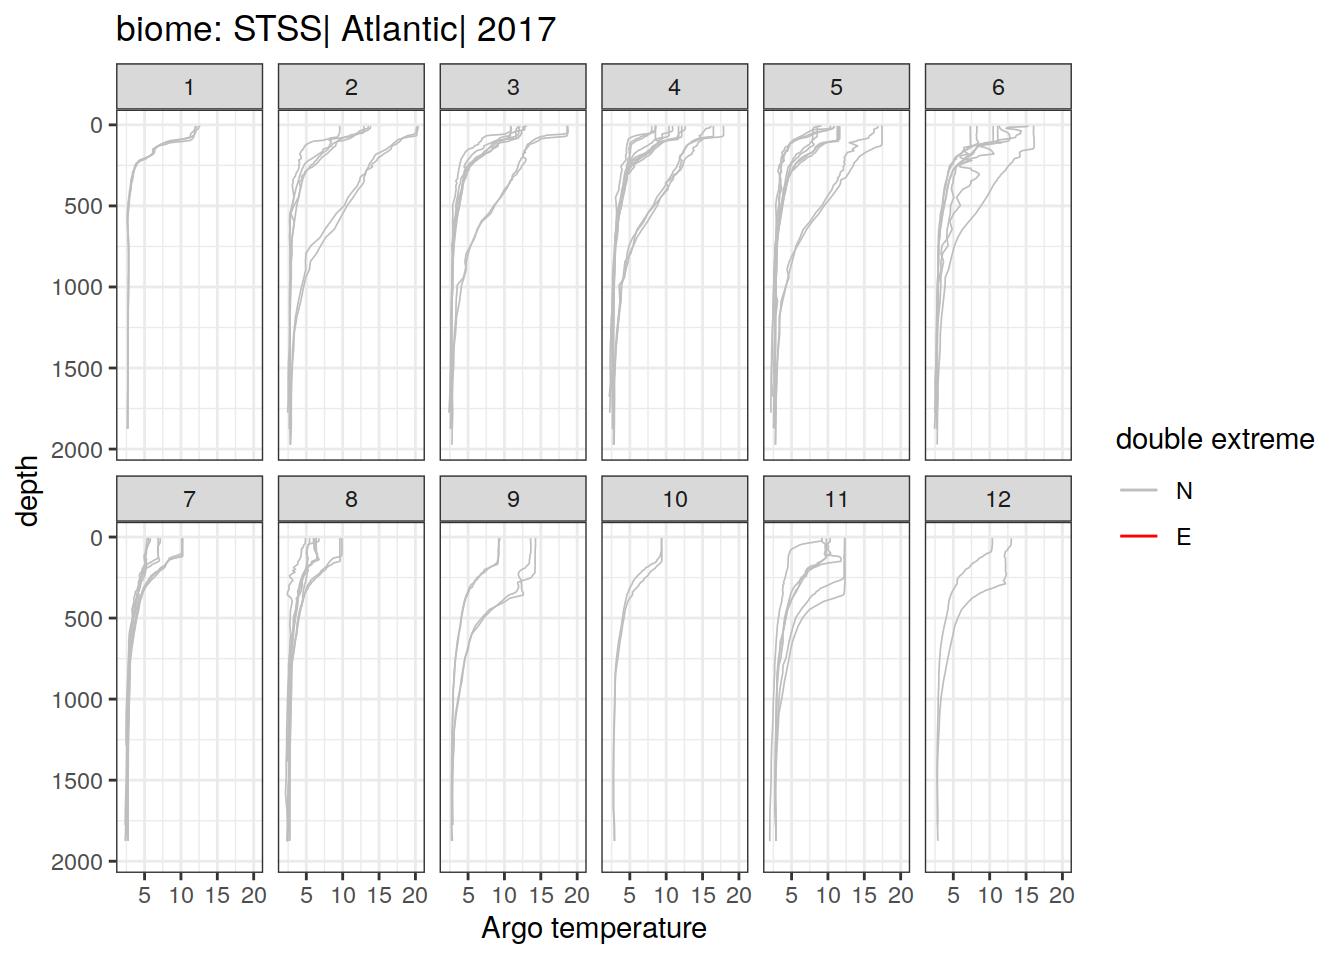 biome: STSS| Atlantic| 2017
1 2 3 4 5 6
0
500
1000
1500
2000
depth
7 8 9 10 11 12
0
500
1000
1500
2000
5 10 15 20 5 10 15 20 5 10 15 20 5 10 15 20 5 10 15 20 5 10 15 20
Argo temperature
double extreme
N
E